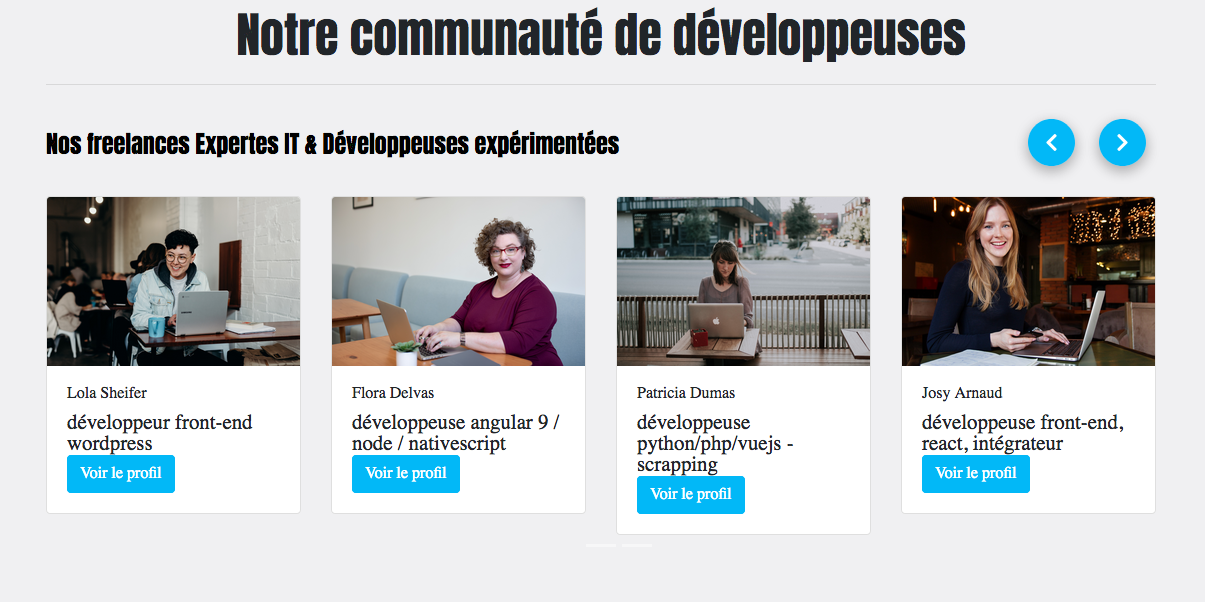 Notre communauté de développeuses
Nos freelances Expertes IT & Développeuses expérimentées
Lola Sheifer
développeur front-end
wordpress
Voir le profil
Flora Delvas
développeuse angular 9 /
node / nativescript
Voir le profil
Patricia Dumas
développeuse
python/php/vuejs -
scrapping
Voir le profil
Josy Arnaud
développeuse front-end,
react, intégrateur
Voir le profil